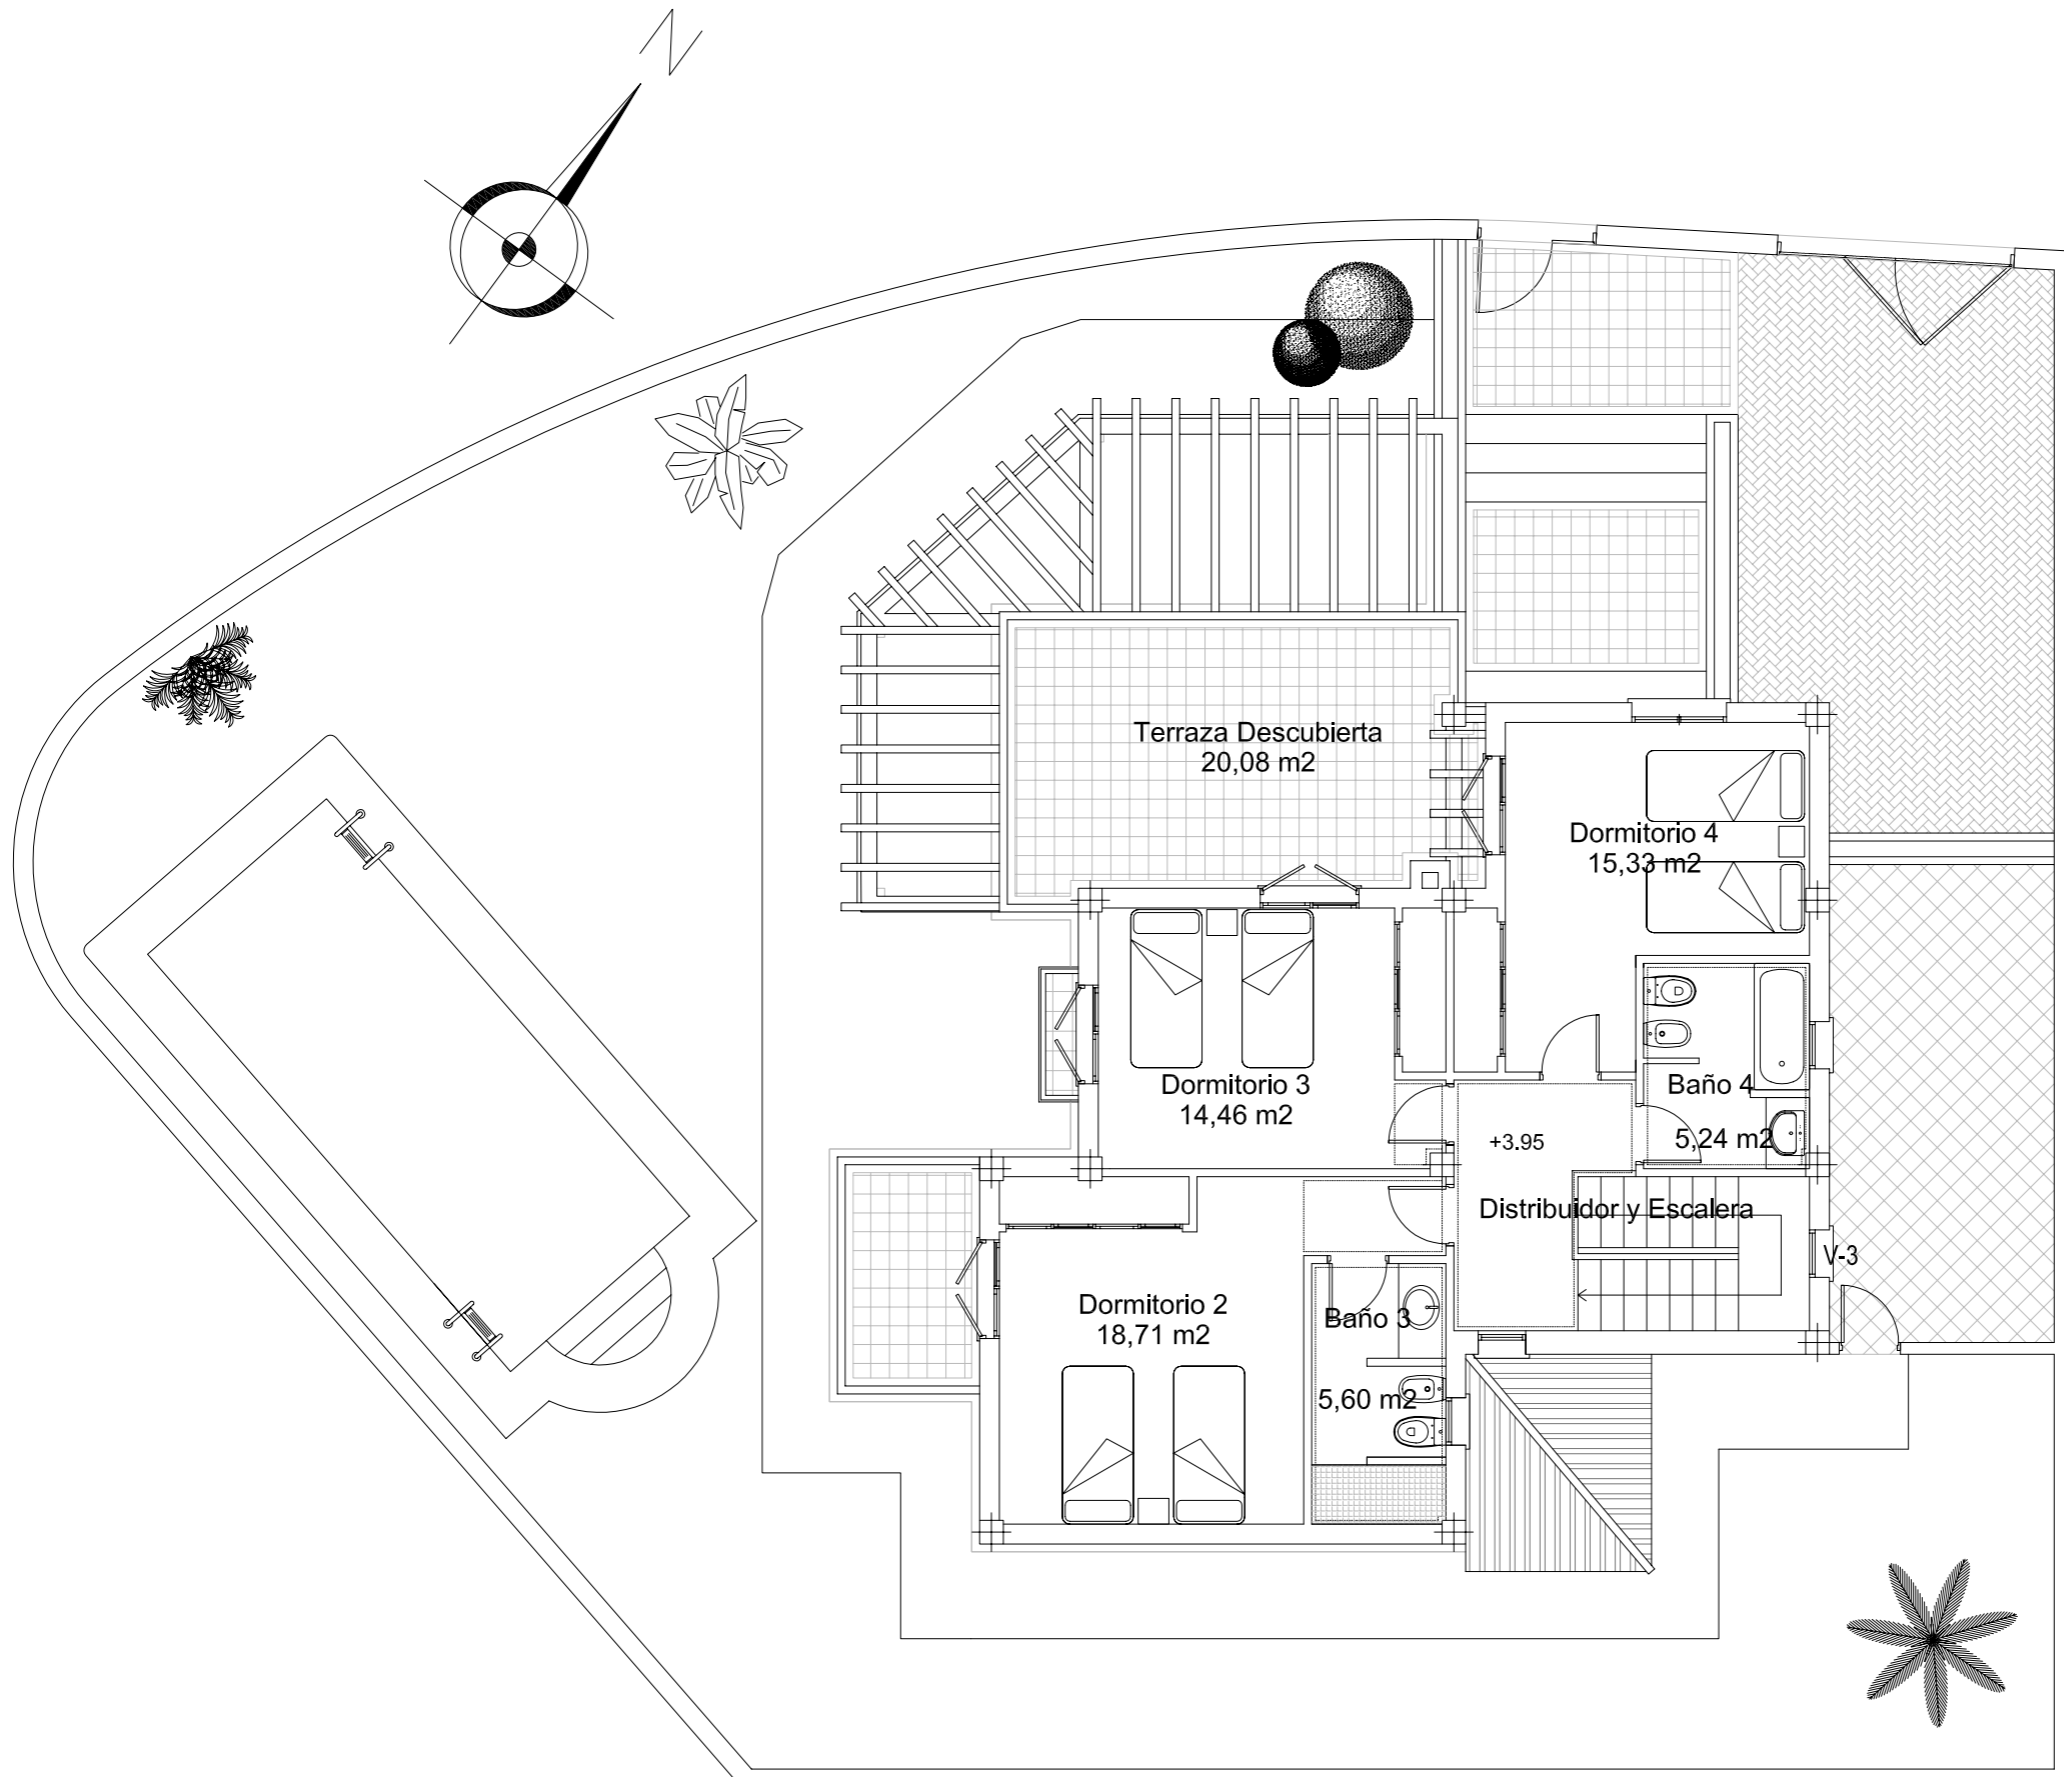 N
Terraza Descubierta
20,08 m2
Dormitorio 4
15,33 m2
Dormitorio 3
14,46 m2
Baño 4
5,24 m2
+3.95
Distribuidor y Escalera
V-3
Dormitorio 2
18,71 m2
Baño 3
5,60 m2